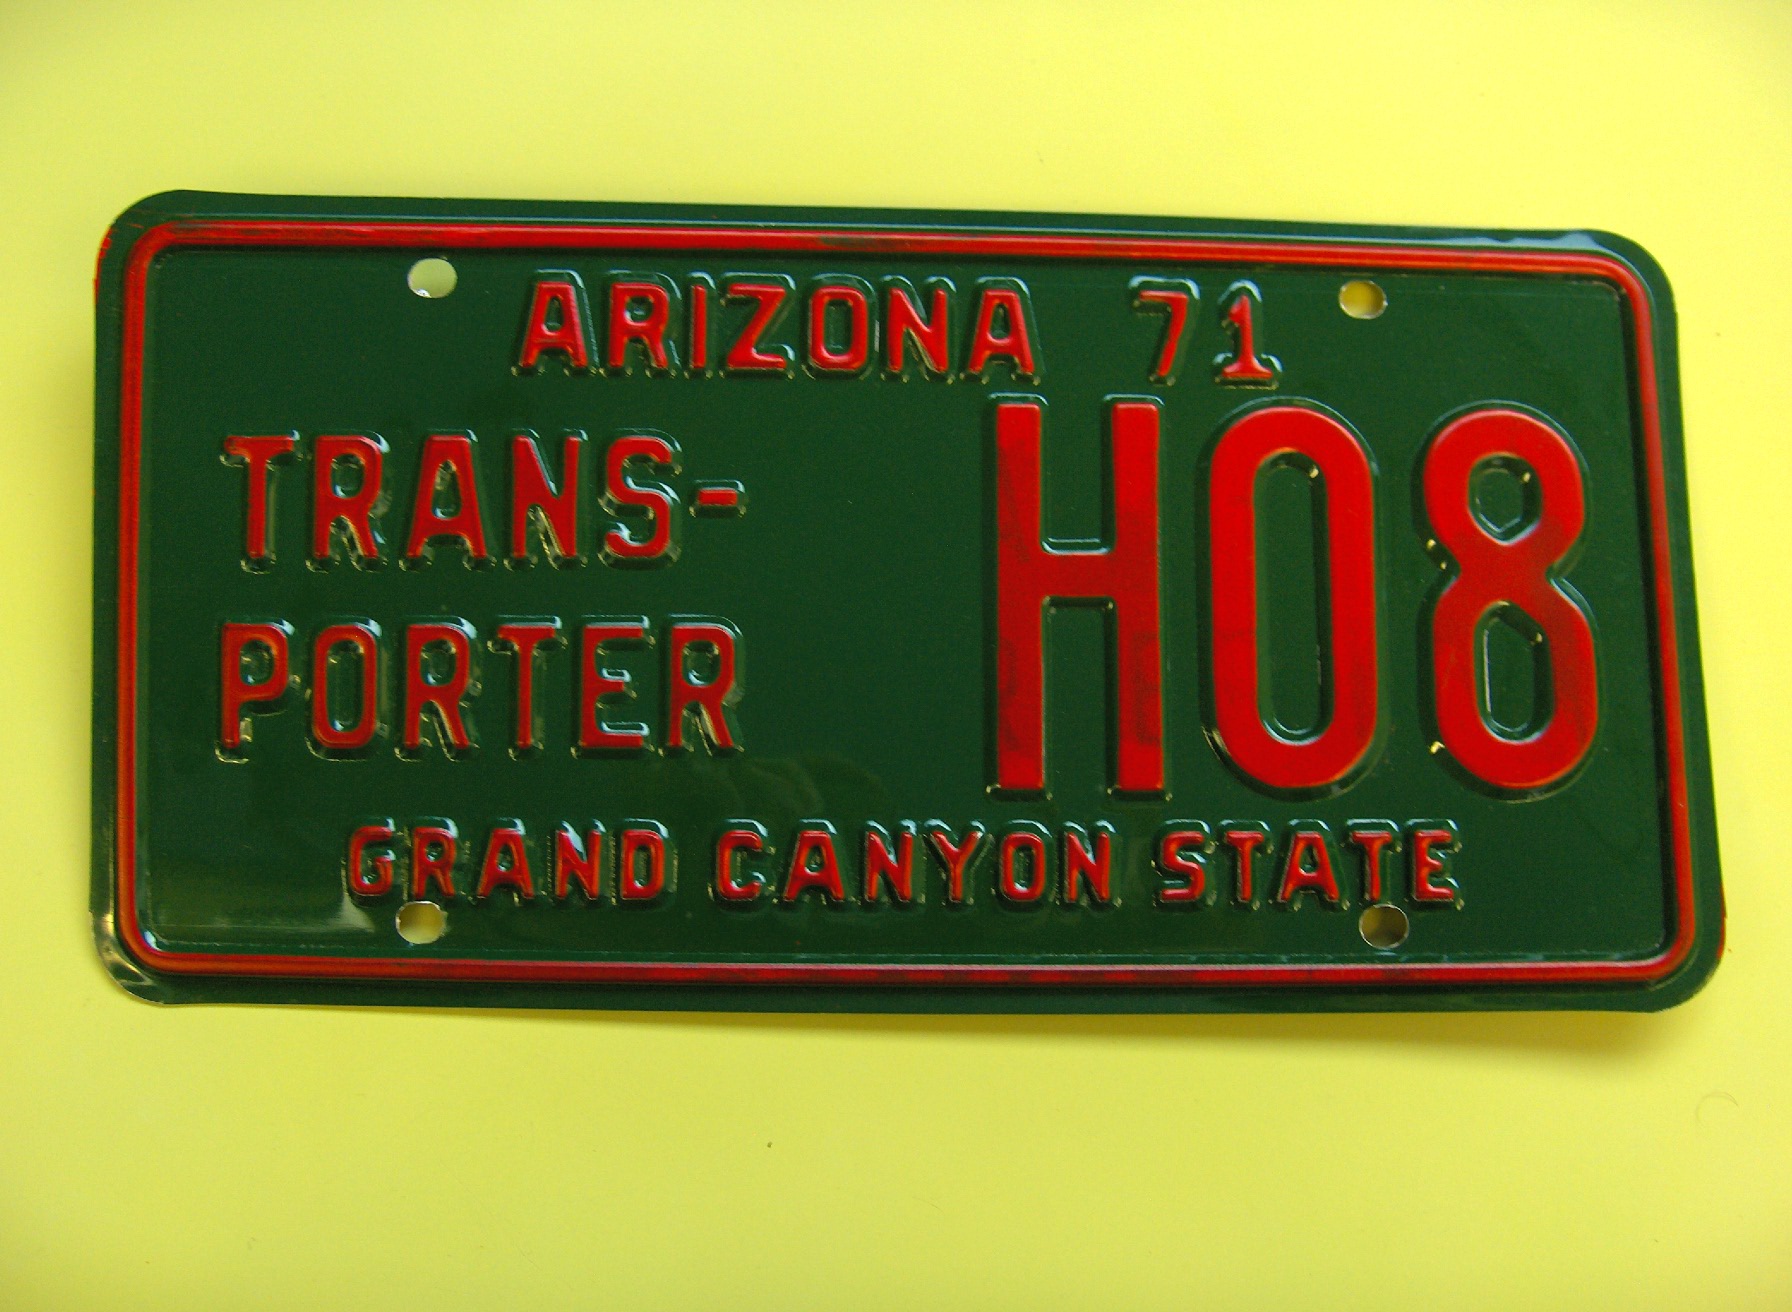 ARIZONA 71
TRANS-
PORTER
H08
GRAND CANYON STATE